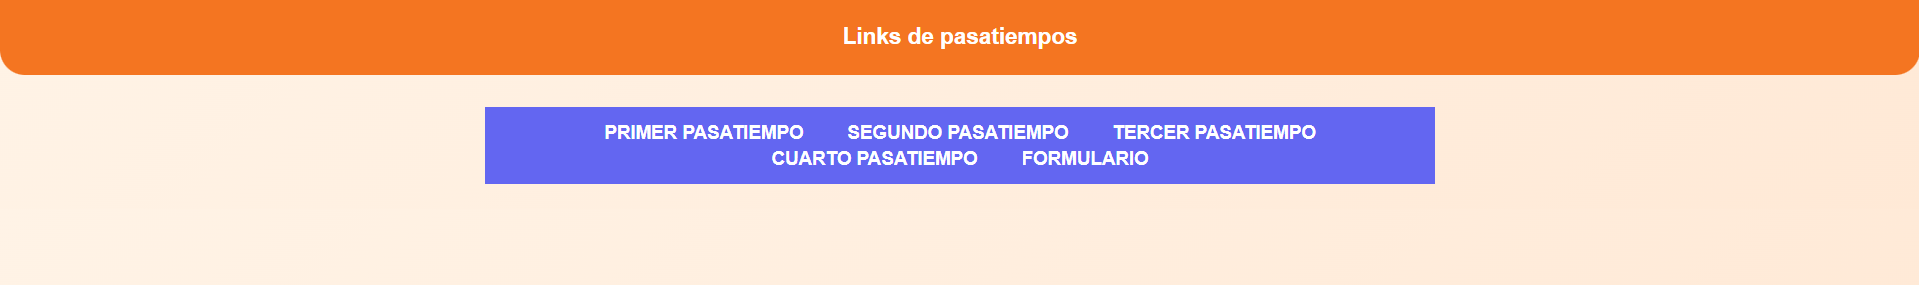 Links de pasatiempos
PRIMER PASATIEMPO SEGUNDO PASATIEMPO TERCER PASATIEMPO
CUARTO PASATIEMPO FORMULARIO